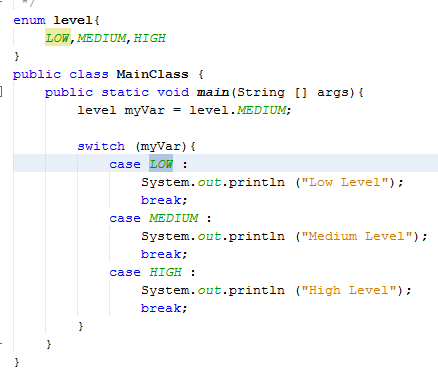 */
enum level{
LOW,MEDIUM,HIGH
}
public class MainClass {
public static void main(String [] args){
level myVar = level.MEDIUM;
switch (myVar){
case LOW :
System.out.println ("Low Level");
break;
case MEDIUM :
System.out.println ("Medium Level");
break;
case HIGH :
System.out.println ("High Level");
break;
}
}
}